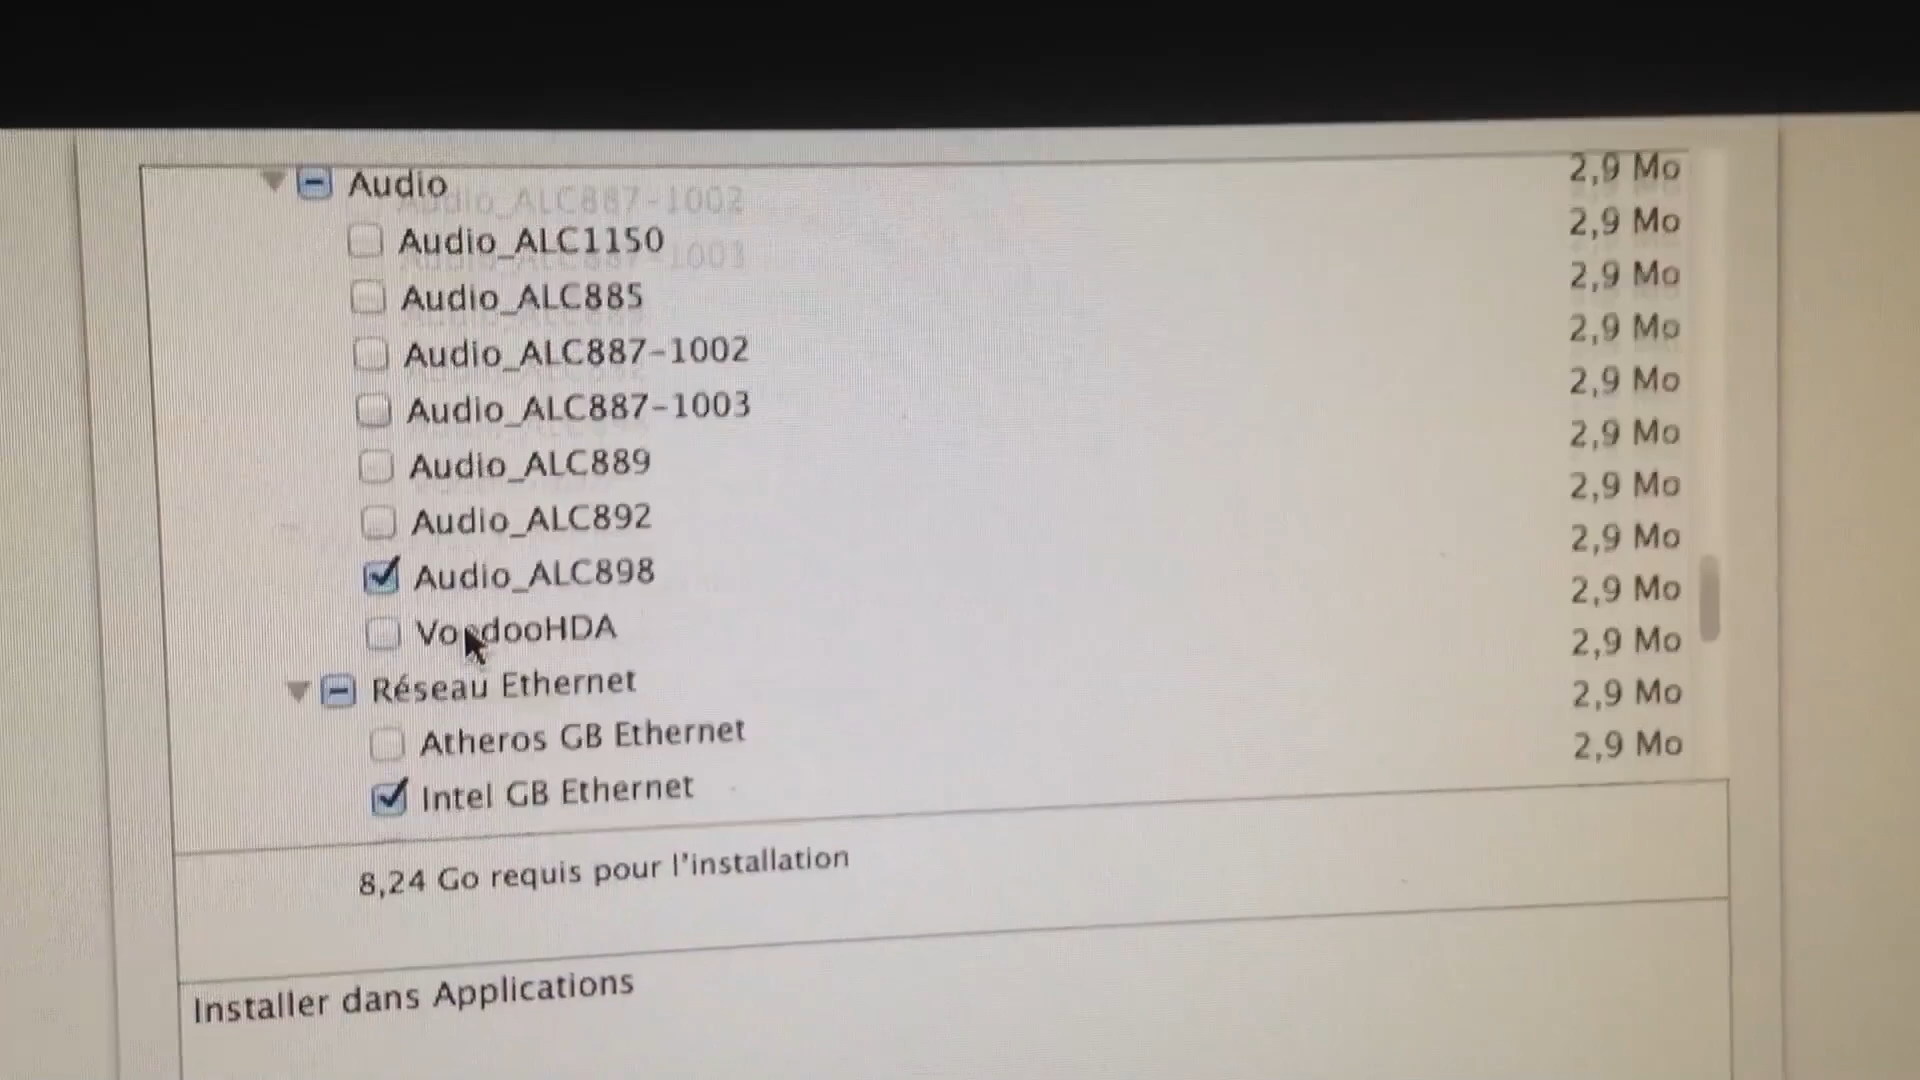 Audio 2,9 Mo
Audio_ALC1150 2,9 Mo
Audio_ALC885 2,9 Mo
Audio_ALC887-1002 2,9 Mo
Audio_ALC887-1003 2,9 Mo
Audio_ALC889 2,9 Mo
Audio_ALC892 2,9 Mo
Audio_ALC898 2,9 Mo
VoodooHDA 2,9 Mo
Réseau Ethernet 2,9 Mo
Atheros GB Ethernet 2,9 Mo
Intel GB Ethernet 2,9 Mo
8,24 Go requis pour l'installation
Installer dans Applications